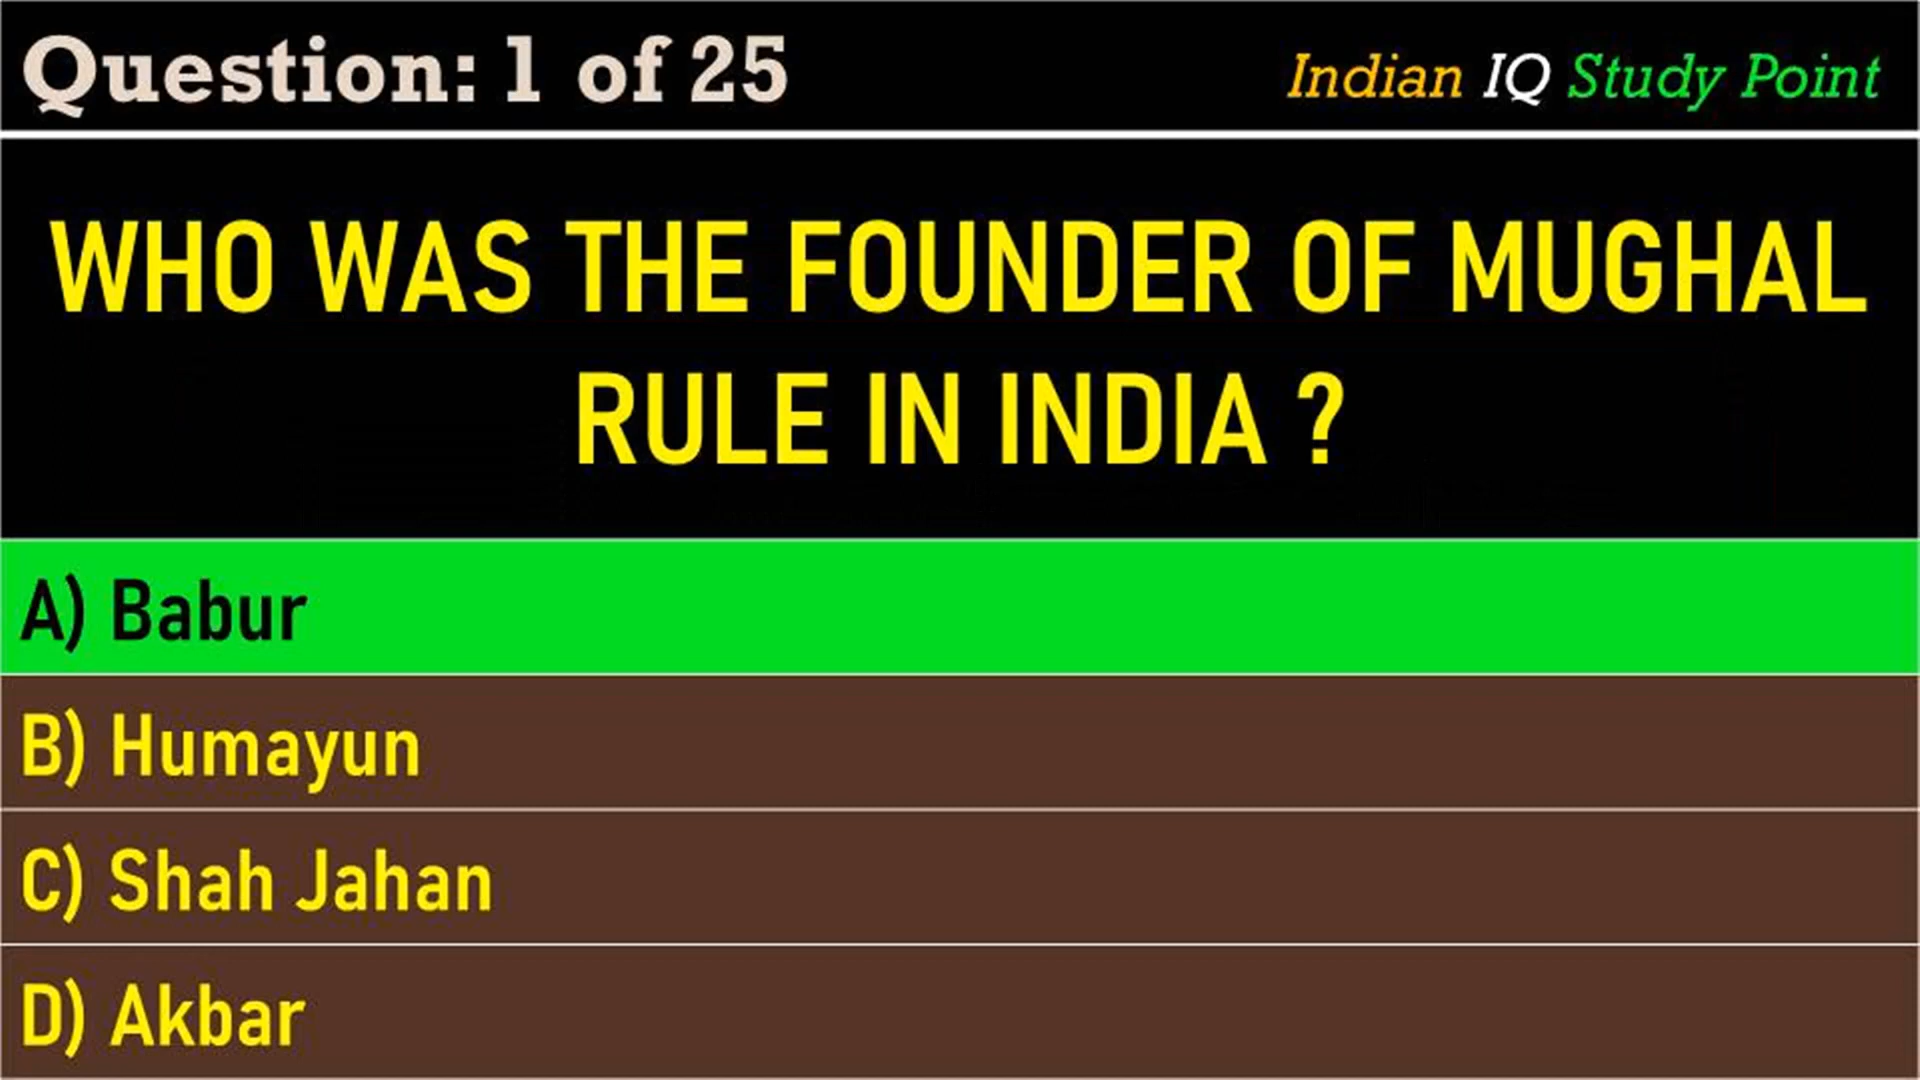 Question: 1 of 25
Indian IQ Study Point
WHO WAS THE FOUNDER OF MUGHAL
RULE IN INDIA ?
A) Babur
B) Humayun
C) Shah Jahan
D) Akbar